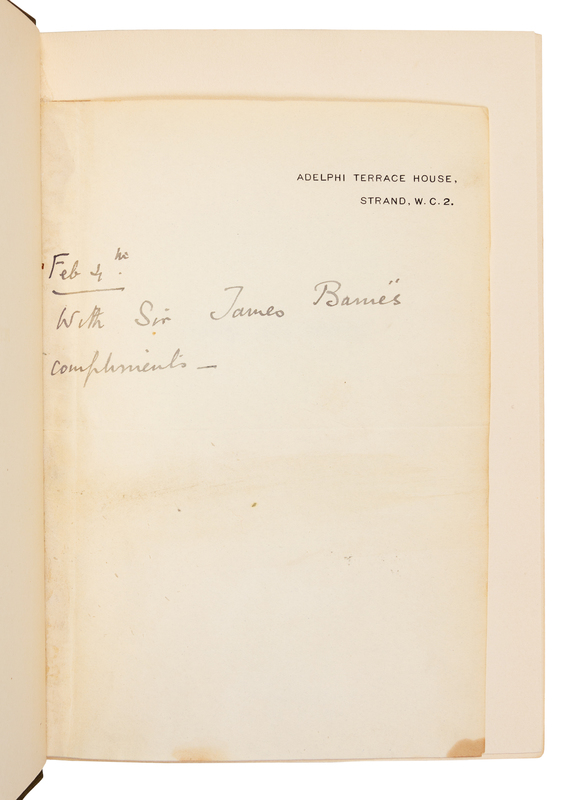 ADELPHI TERRACE HOUSE,
STRAND, W. C. 2.
Feb 4th
With Sir James Barrie's
compliments —